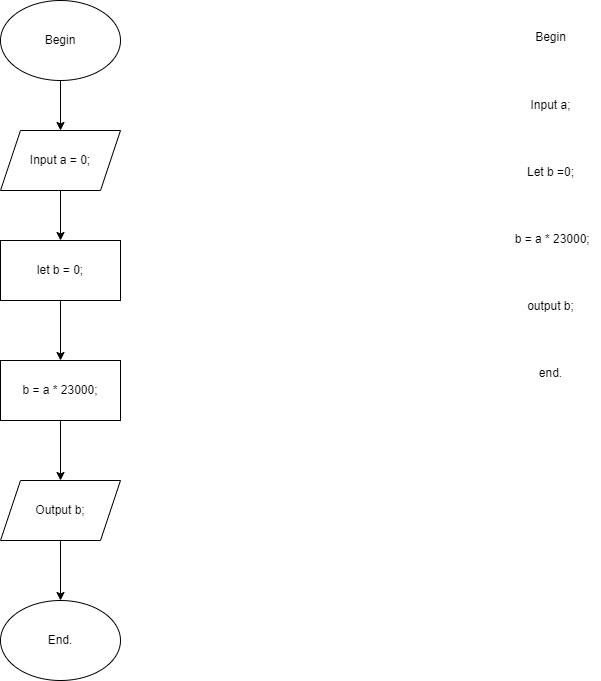 Begin
Input a = 0;
let b = 0;
b = a * 23000;
Output b;
End.
Begin
Input a;
Let b =0;
b = a * 23000;
output b;
end.